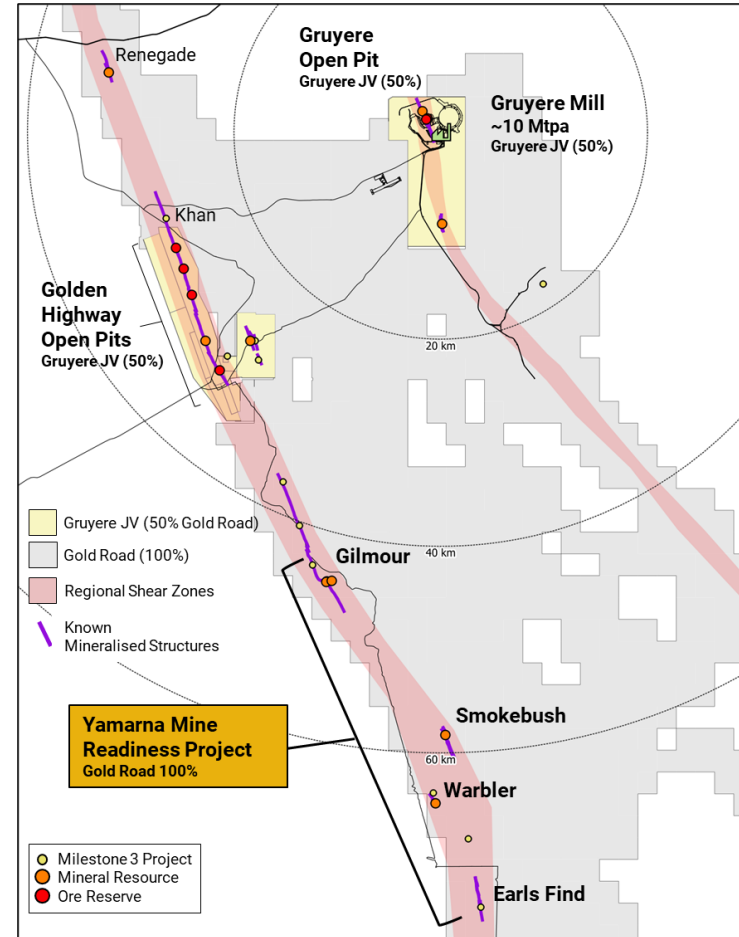 Renegade
Gruyere
Open Pit
Gruyere JV (50%)
Gruyere Mill
~10 Mtpa
Gruyere JV (50%)
Khan
Golden
Highway
Open Pits
Gruyere JV (50%)
20 km
Gruyere JV (50% Gold Road)
Gold Road (100%)
Regional Shear Zones
Known
Mineralised Structures
40 km
Gilmour
Yamarna Mine
Readiness Project
Gold Road 100%
Smokebush
60 km
Warbler
Milestone 3 Project
Mineral Resource
Ore Reserve
Earls Find